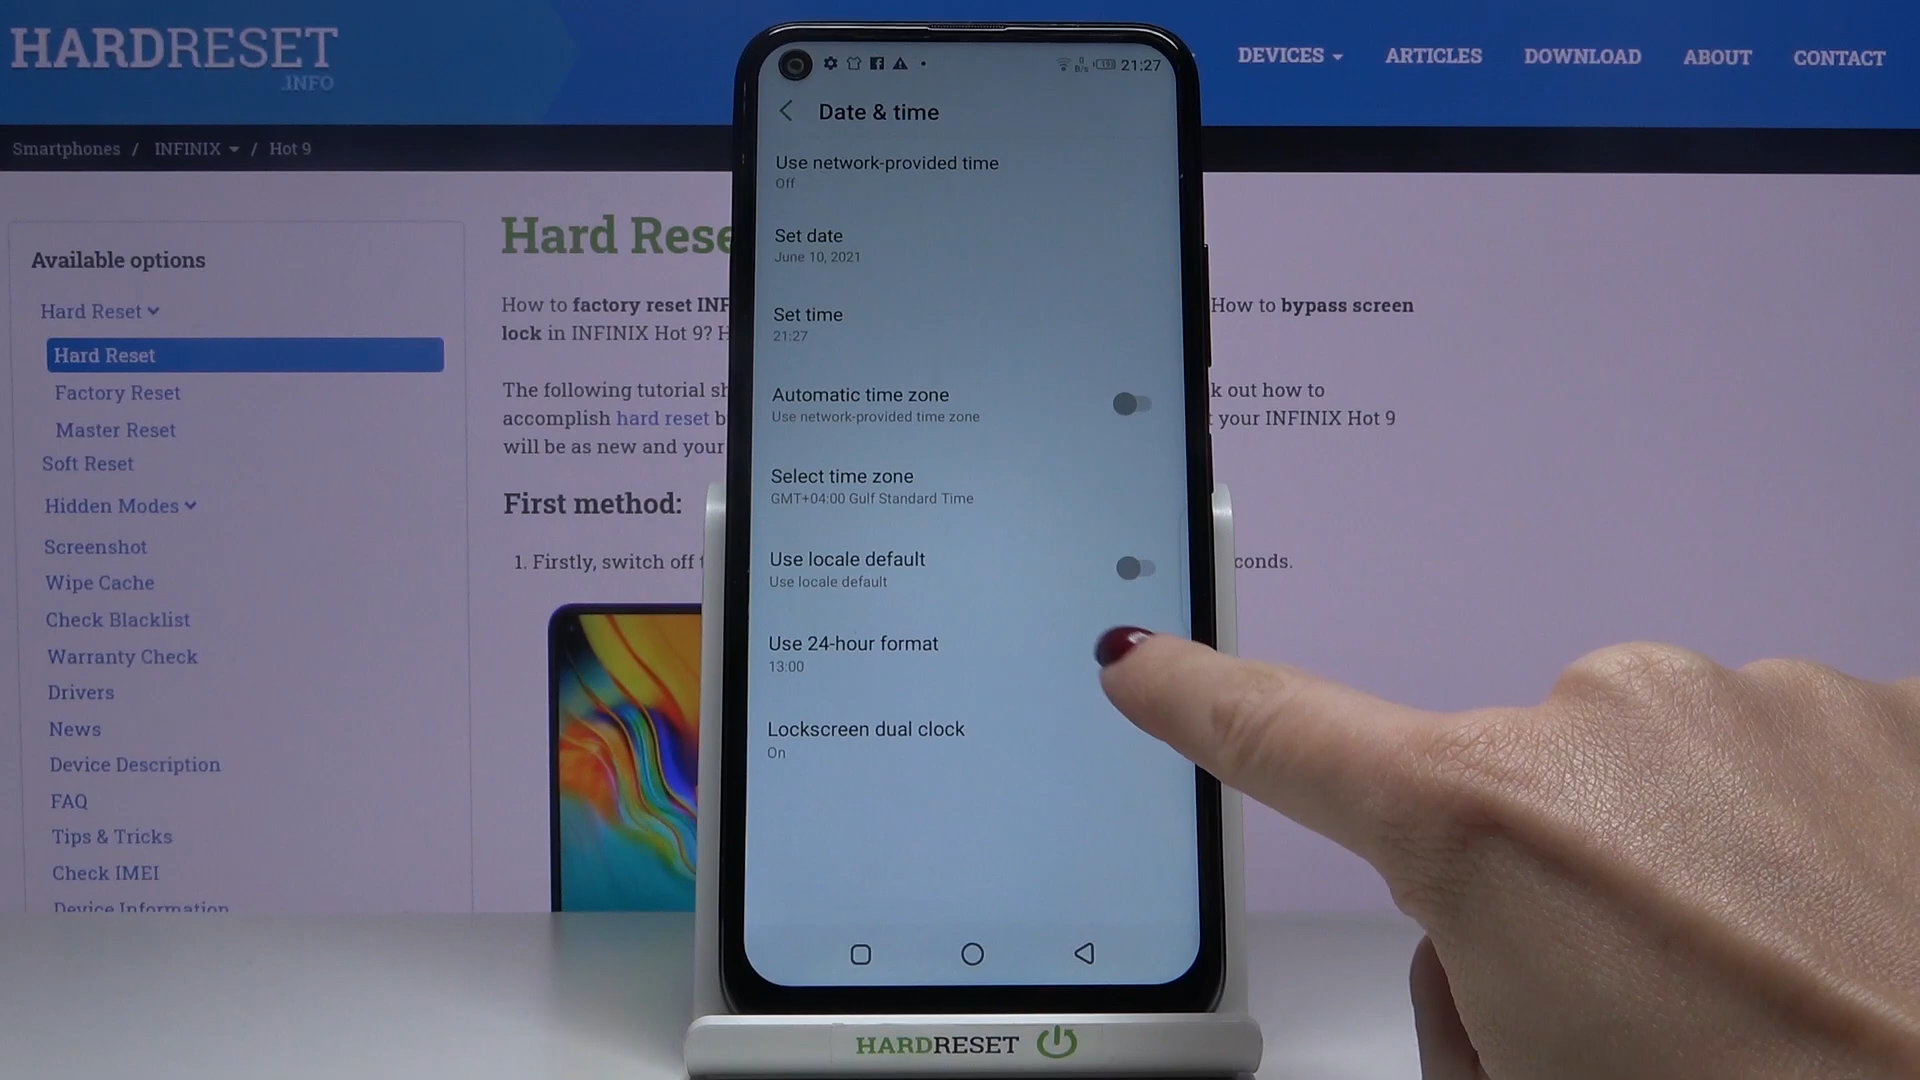 HARDRESET
.INFO
DEVICES
ARTICLES
DOWNLOAD
ABOUT
CONTACT
Smartphones / INFINIX / Hot 9
Available options
Hard Reset
Hard Reset
Factory Reset
Master Reset
Soft Reset
Hidden Modes
Screenshot
Wipe Cache
Check Blacklist
Warranty Check
Drivers
News
Device Description
FAQ
Tips & Tricks
Check IMEI
Device Information
Hard Rese
How to factory reset INF
How to bypass screen
lock in INFINIX Hot 9? H
The following tutorial sh
k out how to
accomplish hard reset b
t your INFINIX Hot 9
will be as new and your
First method:
1. Firstly, switch off t
conds.
21:27
Date & time
Use network-provided time
Off
Set date
June 10, 2021
Set time
21:27
Automatic time zone
Use network-provided time zone
Select time zone
GMT+04:00 Gulf Standard Time
Use locale default
Use locale default
Use 24-hour format
13:00
Lockscreen dual clock
On
HARDRESET